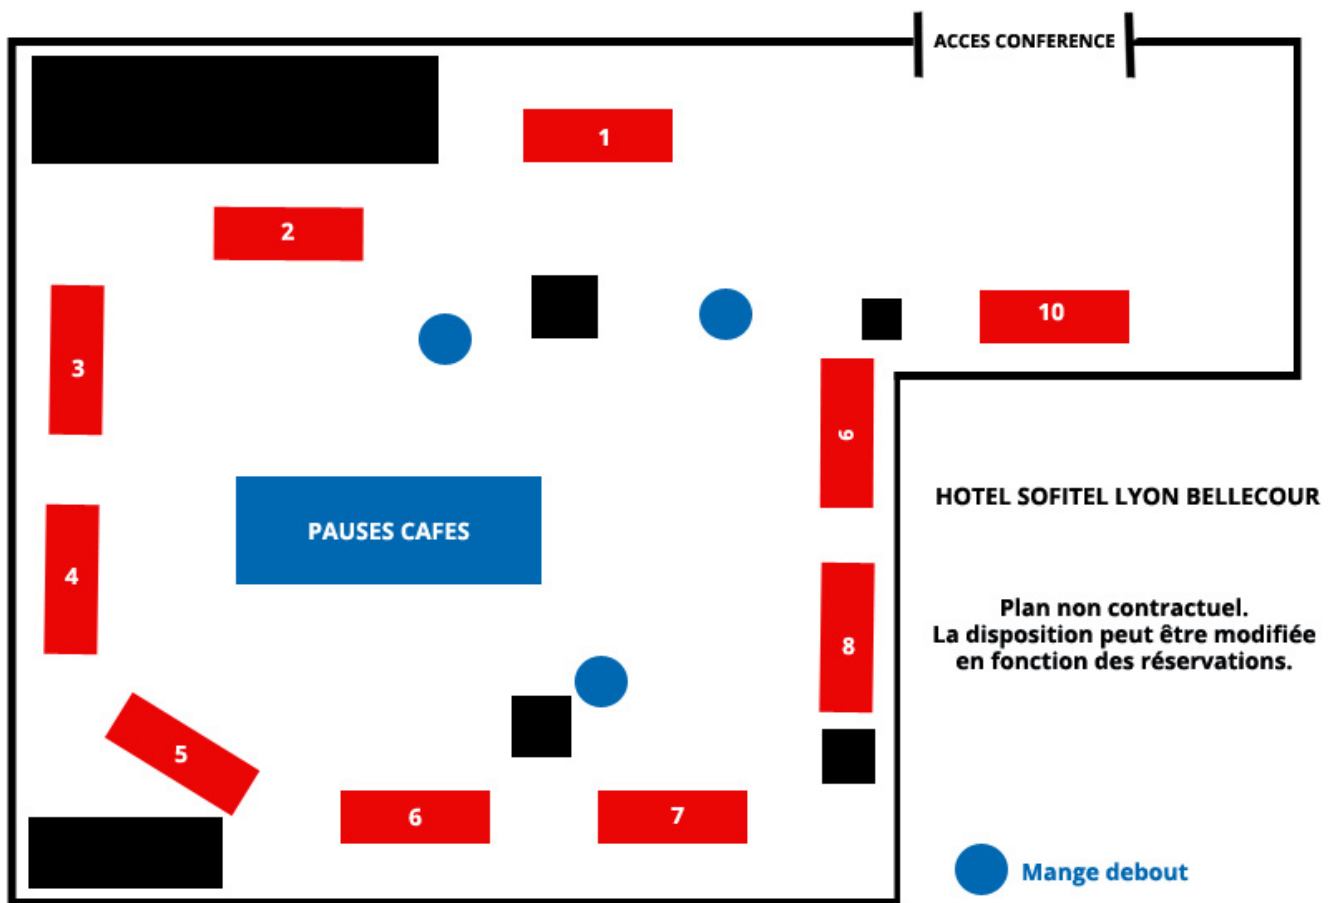 ACCES CONFERENCE
1
2
10
3
9
HOTEL SOFITEL LYON BELLECOUR
PAUSES CAFES
4
Plan non contractuel.
La disposition peut être modifiée
en fonction des réservations.
8
5
6
7
Mange debout